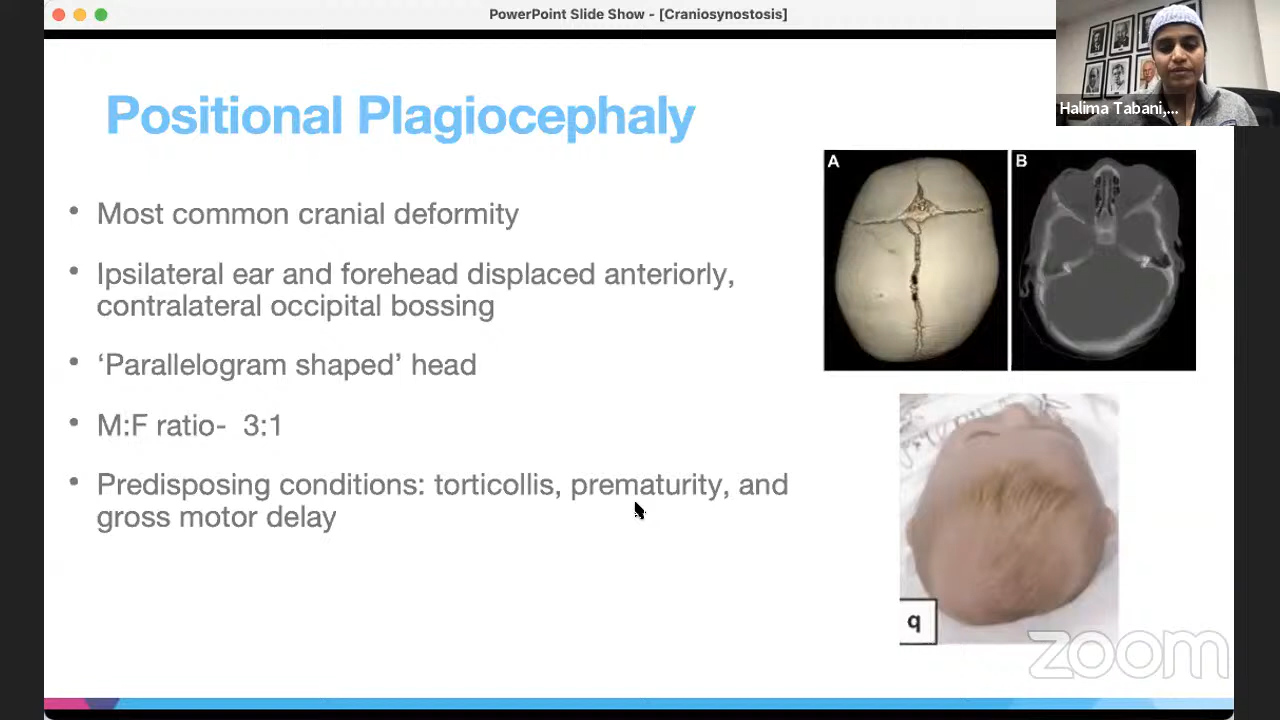 PowerPoint Slide Show - [Craniosynostosis]
Halima Tabani,...
Positional Plagiocephaly
• Most common cranial deformity
• Ipsilateral ear and forehead displaced anteriorly,
contralateral occipital bossing
• ‘Parallelogram shaped’ head
• M:F ratio-  3:1
• Predisposing conditions: torticollis, prematurity, and
gross motor delay
A
B
q
zoom